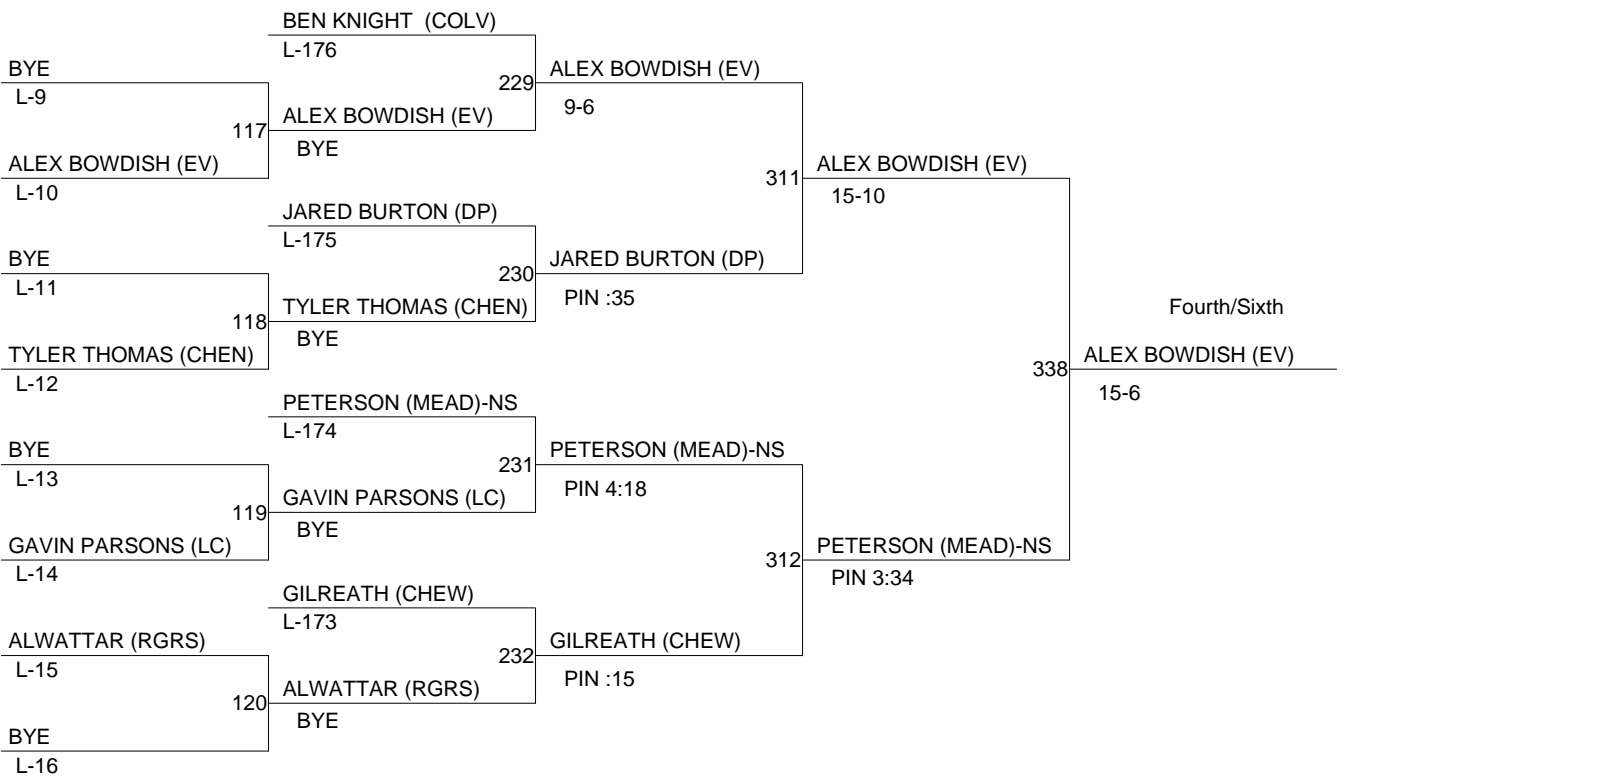 BEN KNIGHT (COLV)
L-176
BYE
L-9
229
ALEX BOWDISH (EV)
9-6
117
ALEX BOWDISH (EV)
BYE
ALEX BOWDISH (EV)
L-10
311
ALEX BOWDISH (EV)
15-10
JARED BURTON (DP)
L-175
BYE
L-11
230
JARED BURTON (DP)
PIN :35
118
TYLER THOMAS (CHEN)
BYE
TYLER THOMAS (CHEN)
L-12
Fourth/Sixth
338
ALEX BOWDISH (EV)
15-6
PETERSON (MEAD)-NS
L-174
BYE
L-13
231
PETERSON (MEAD)-NS
PIN 4:18
119
GAVIN PARSONS (LC)
BYE
GAVIN PARSONS (LC)
L-14
312
PETERSON (MEAD)-NS
PIN 3:34
GILREATH (CHEW)
L-173
ALWATTAR (RGRS)
L-15
232
GILREATH (CHEW)
PIN :15
120
ALWATTAR (RGRS)
BYE
BYE
L-16